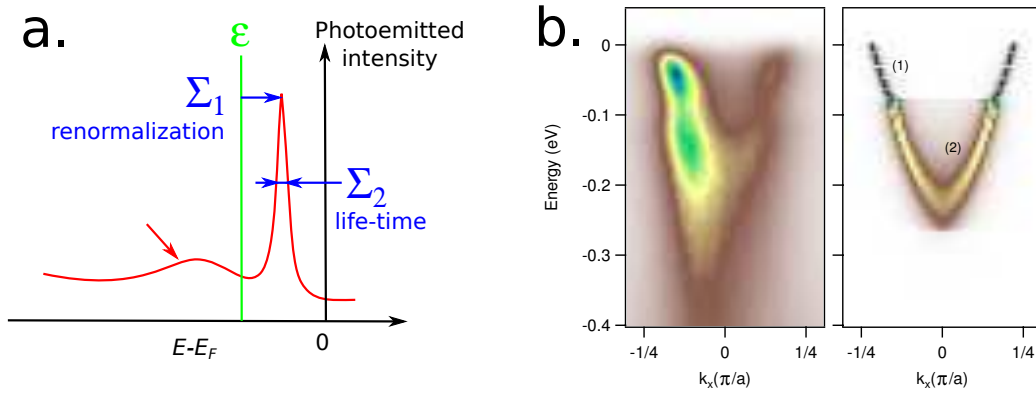 a.
ε
Photoemitted
intensity
Σ1
renormalization
Σ2
life-time
E-EF
0
b.
Energy (eV)
0
-0.1
-0.2
-0.3
-0.4
-1/4
0
1/4
kx(π/a)
(1)
(2)
-1/4
0
1/4
kx(π/a)